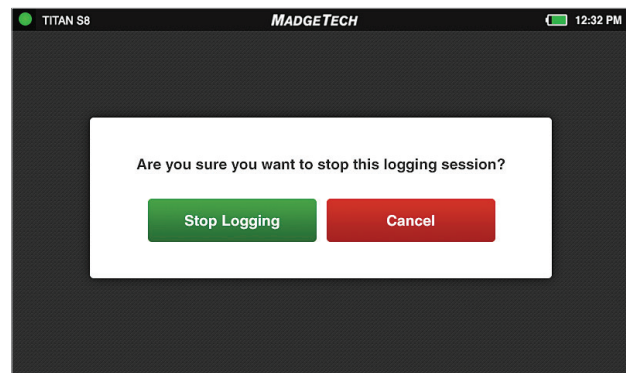 TITAN S8 MADGETECH 12:32 PM
Are you sure you want to stop this logging session?
Stop Logging Cancel